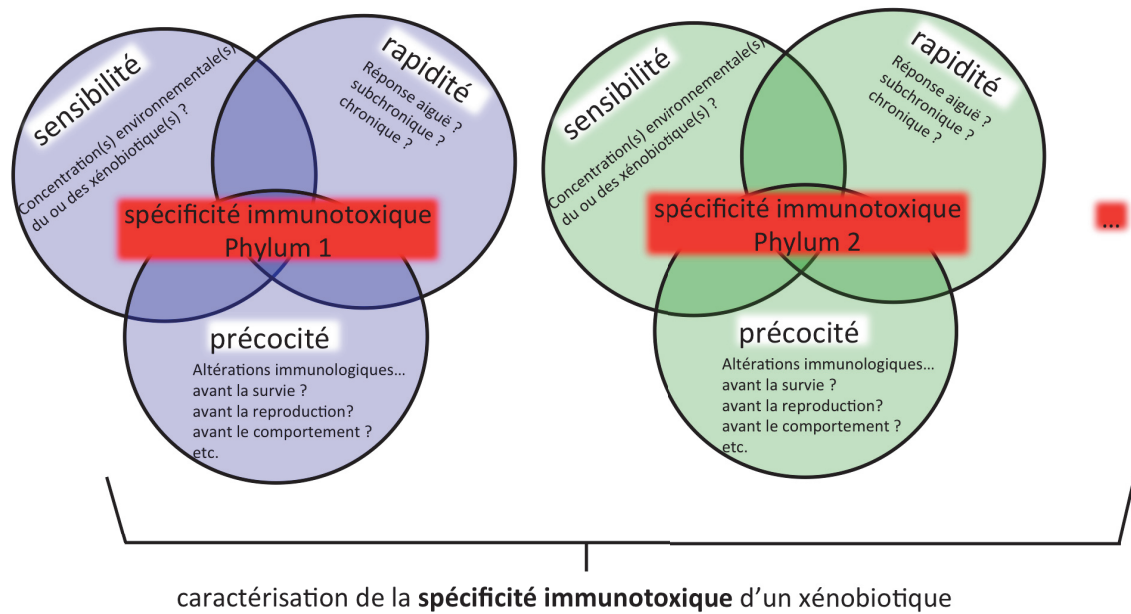 sensibilité
Concentration(s) environnementale(s)
du ou des xénobiotique(s) ?
rapidité
Réponse aiguë ?
subchronique ?
chronique ?
spécificité immunotoxique
Phylum 1
précocité
Altérations immunologiques...
avant la survie ?
avant la reproduction?
avant le comportement ?
etc.
sensibilité
Concentration(s) environnementale(s)
du ou des xénobiotique(s) ?
rapidité
Réponse aiguë ?
subchronique ?
chronique ?
spécificité immunotoxique
Phylum 2
précocité
Altérations immunologiques...
avant la survie ?
avant la reproduction?
avant le comportement ?
etc.
...
caractérisation de la spécificité immunotoxique d'un xénobiotique